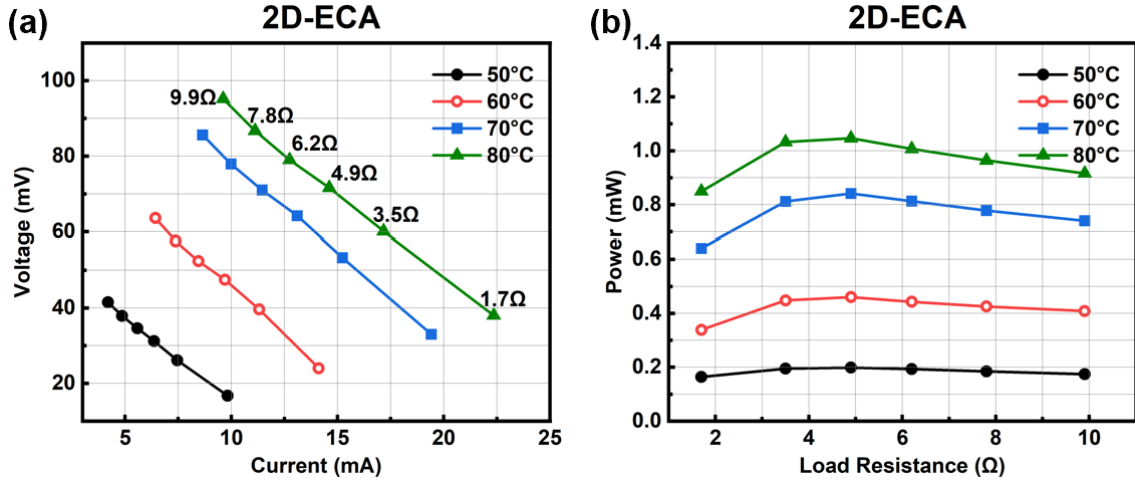 (a)
2D-ECA
100
80
60
40
20
5
10
15
20
25
Voltage (mV)
Current (mA)
50°C
60°C
70°C
80°C
9.9Ω
7.8Ω
6.2Ω
4.9Ω
3.5Ω
1.7Ω
(b)
2D-ECA
1.4
1.2
1.0
0.8
0.6
0.4
0.2
0.0
2
4
6
8
10
Power (mW)
Load Resistance (Ω)
50°C
60°C
70°C
80°C